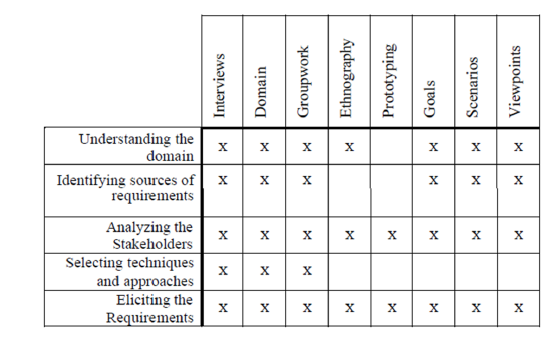 Interviews
Domain
Groupwork
Ethnography
Prototyping
Goals
Scenarios
Viewpoints
Understanding the
domain
x x x x x x x
Identifying sources of
requirements
x x x x x x
Analyzing the
Stakeholders
x x x x x x x x
Selecting techniques
and approaches
x x x
Eliciting the
Requirements
x x x x x x x x